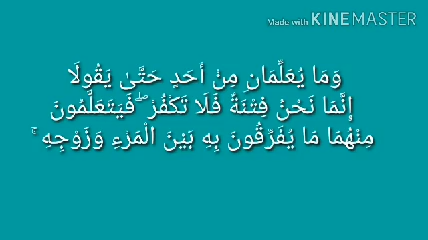 Made with KINEMASTER
وَمَا يُعَلِّمَانِ مِنْ أَحَدٍ حَتَّىٰ يَقُولَا
إِنَّمَا نَحْنُ فِتْنَةٌ فَلَا تَكْفُرْ ۖ فَيَتَعَلَّمُونَ
مِنْهُمَا مَا يُفَرِّقُونَ بِهِ بَيْنَ الْمَرْءِ وَزَوْجِهِ ۚ